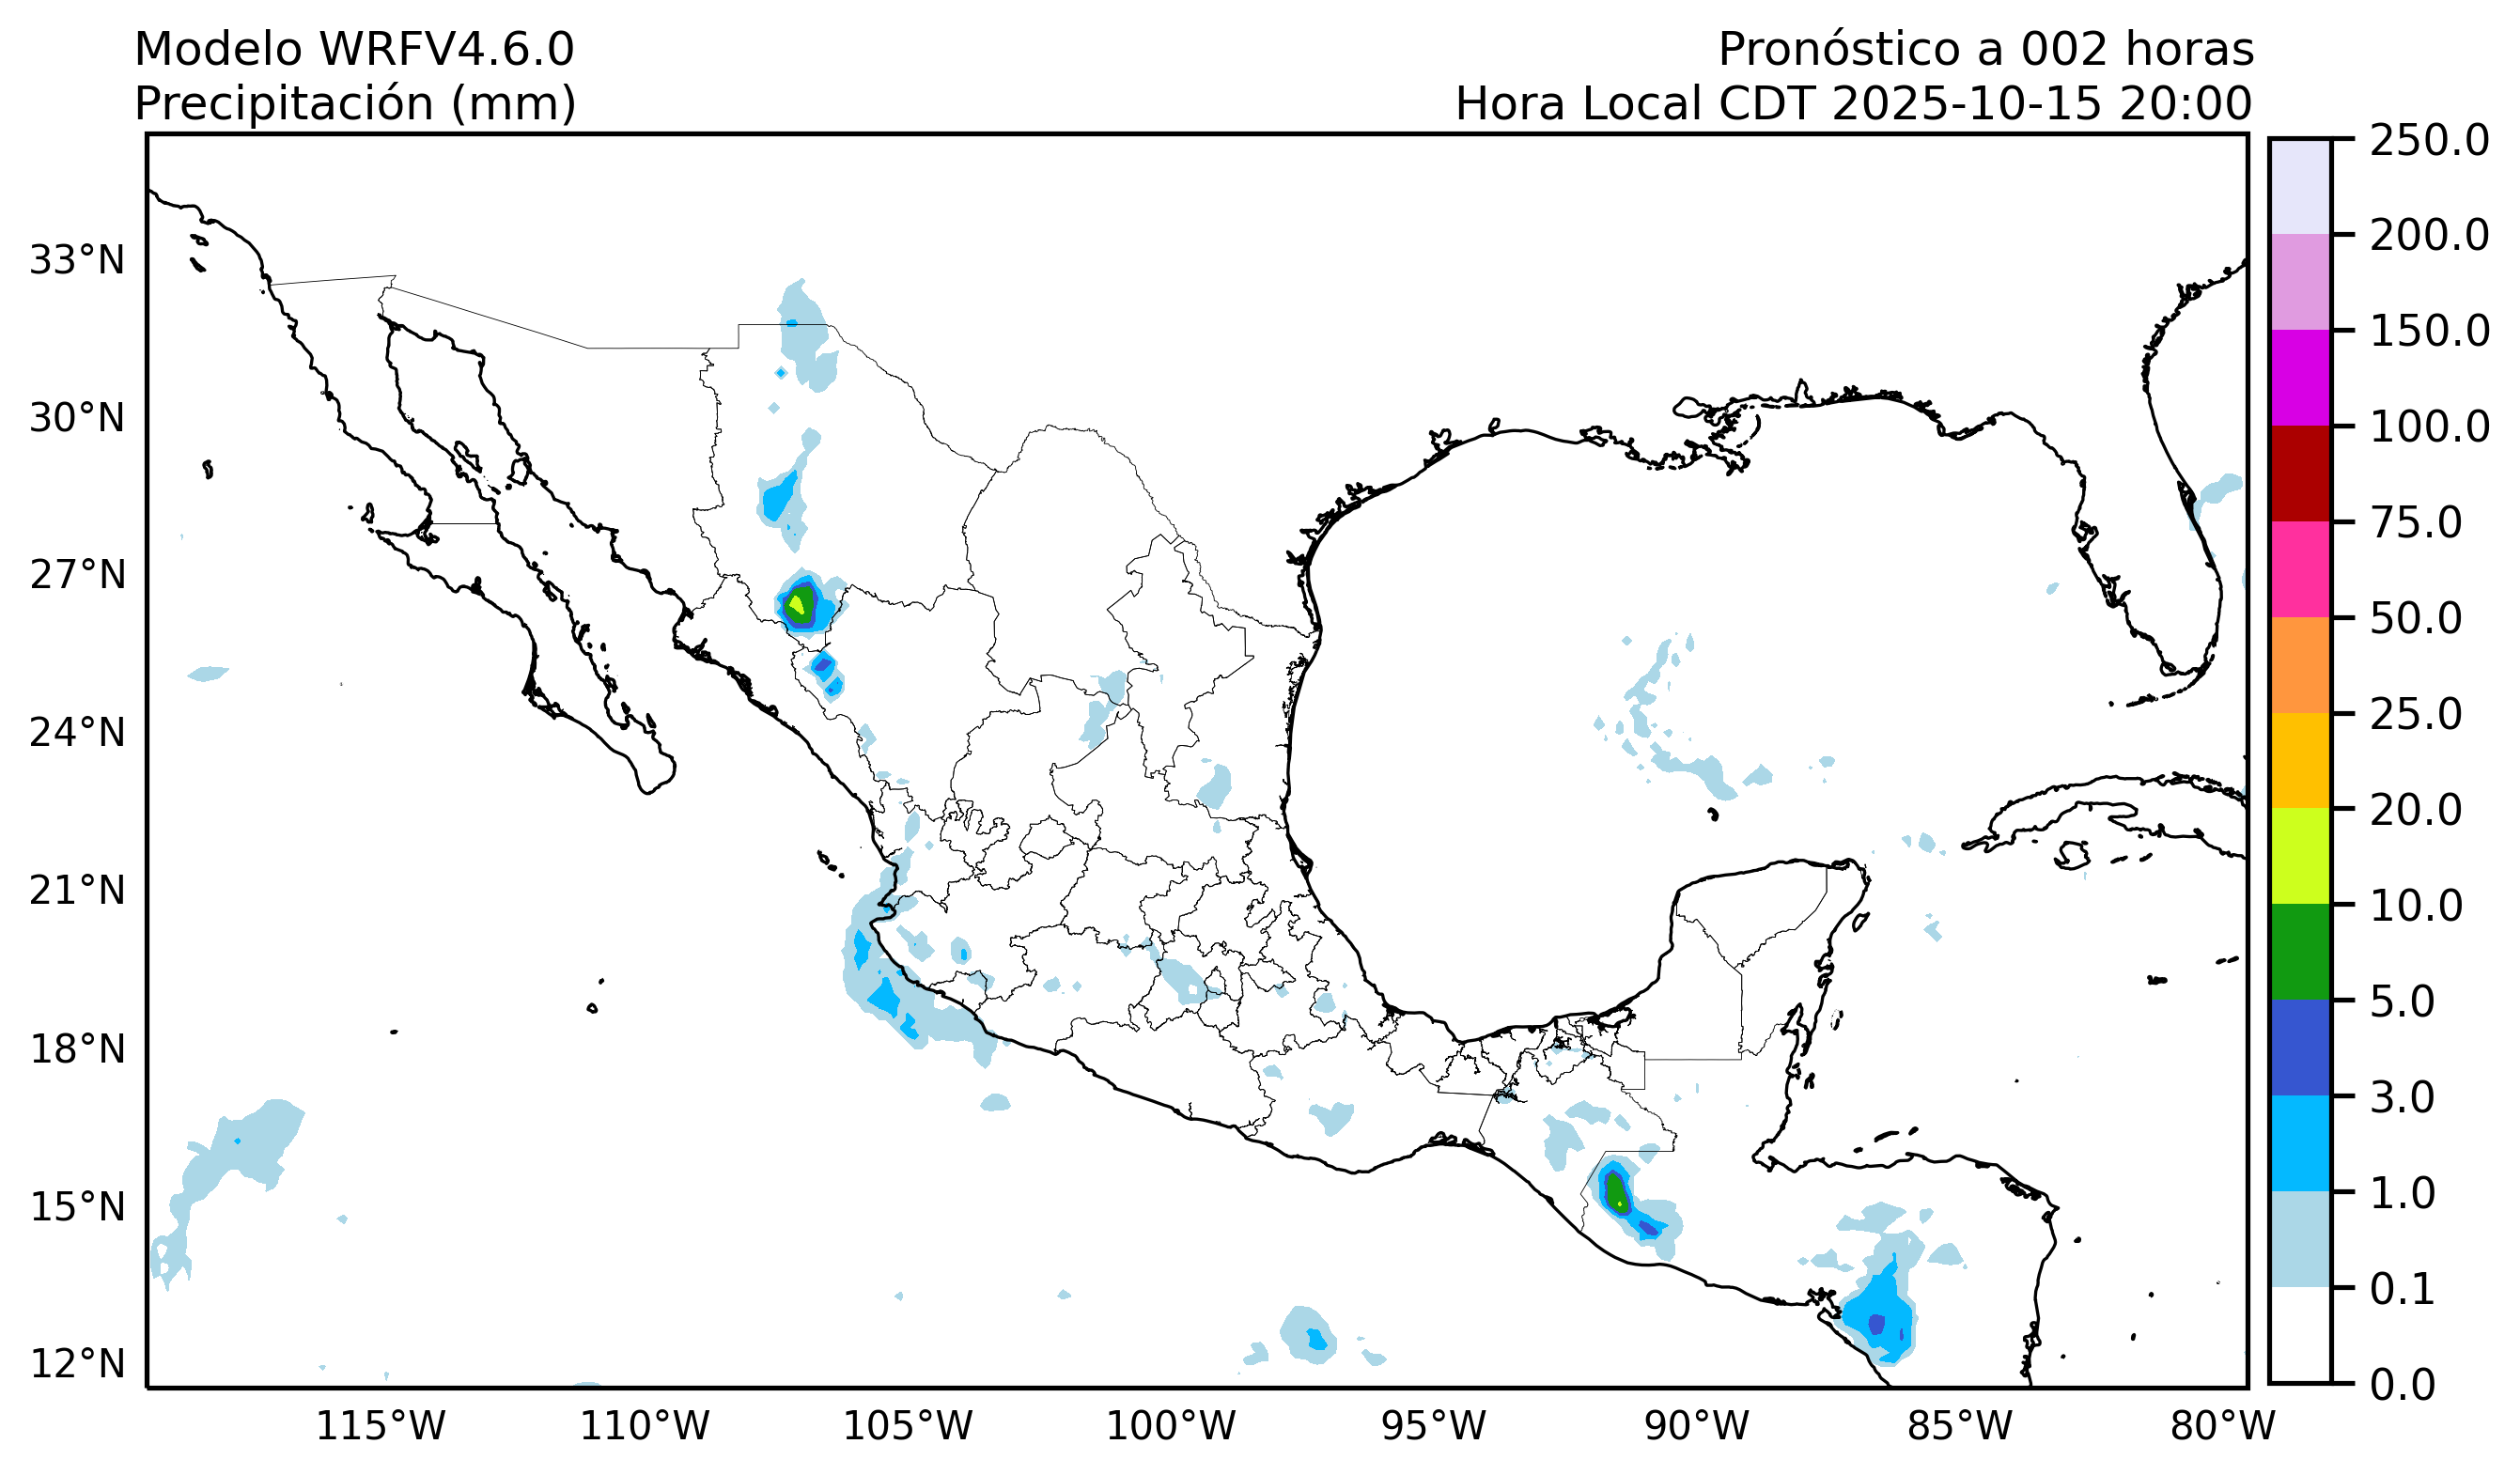 Modelo WRFV4.6.0
Pronóstico a 002 horas
Precipitación (mm)
Hora Local CDT 2025-10-15 20:00
33°N
30°N
27°N
24°N
21°N
18°N
15°N
12°N
115°W
110°W
105°W
100°W
95°W
90°W
85°W
80°W
250.0
200.0
150.0
100.0
75.0
50.0
25.0
20.0
10.0
5.0
3.0
1.0
0.1
0.0